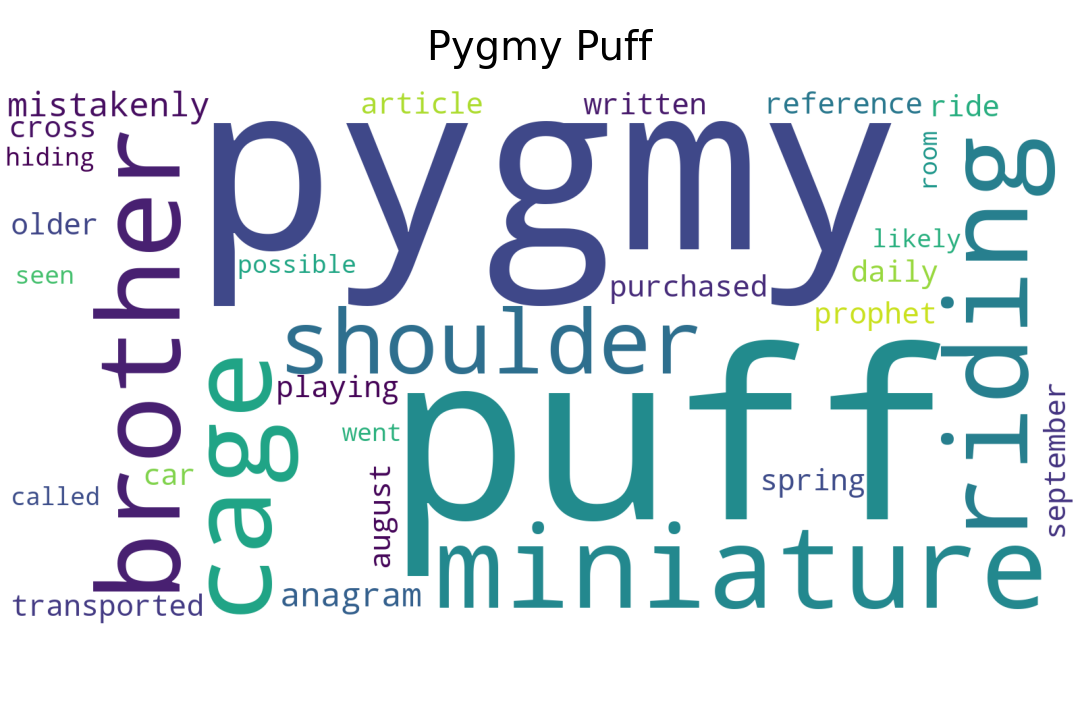 Pygmy Puff
mistakenly
article
written
reference
ride
cross
hiding
pygmy
room
brother
riding
older
likely
possible
seen
daily
purchased
prophet
shoulder
puff
cage
playing
went
september
car
spring
called
august
miniature
anagram
transported